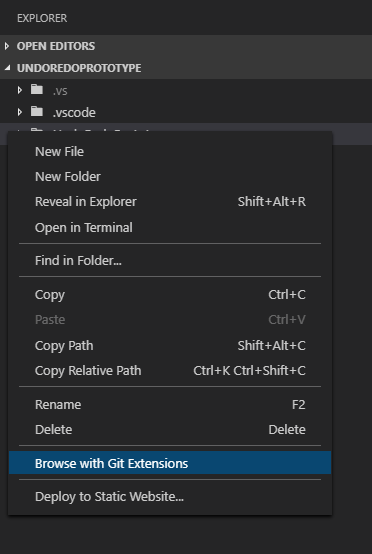 EXPLORER
OPEN EDITORS
UNDOREDOPROTOTYPE
.vs
.vscode
New File
New Folder
Reveal in Explorer Shift+Alt+R
Open in Terminal
Find in Folder...
Copy Ctrl+C
Paste Ctrl+V
Copy Path Shift+Alt+C
Copy Relative Path Ctrl+K Ctrl+Shift+C
Rename F2
Delete Delete
Browse with Git Extensions
Deploy to Static Website...